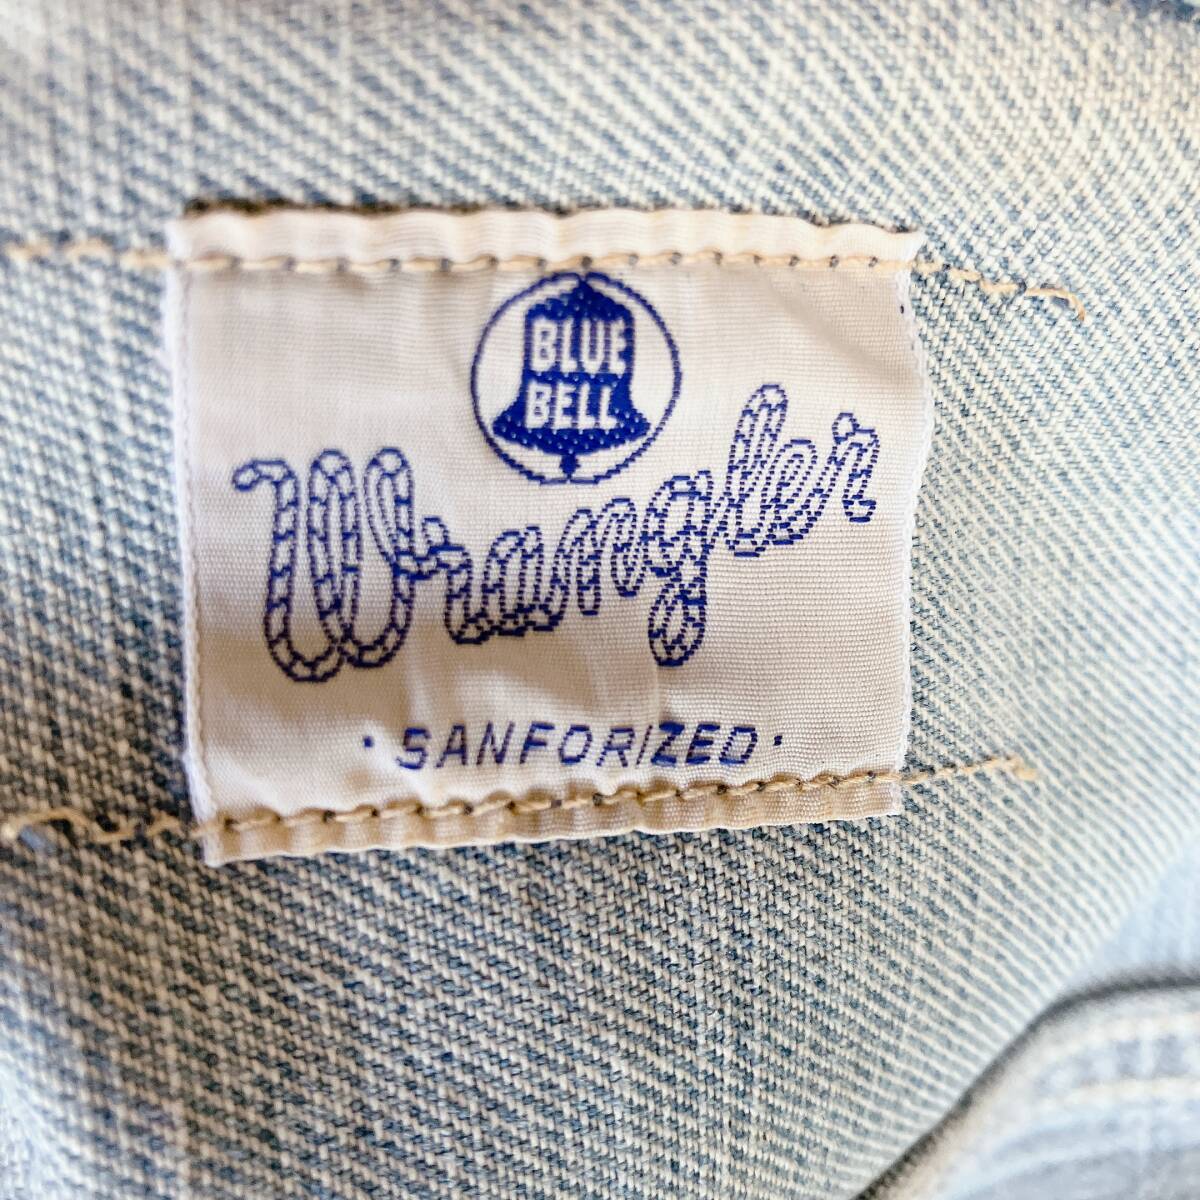 BLUE
BELL
Wrangler
· SANFORIZED ·